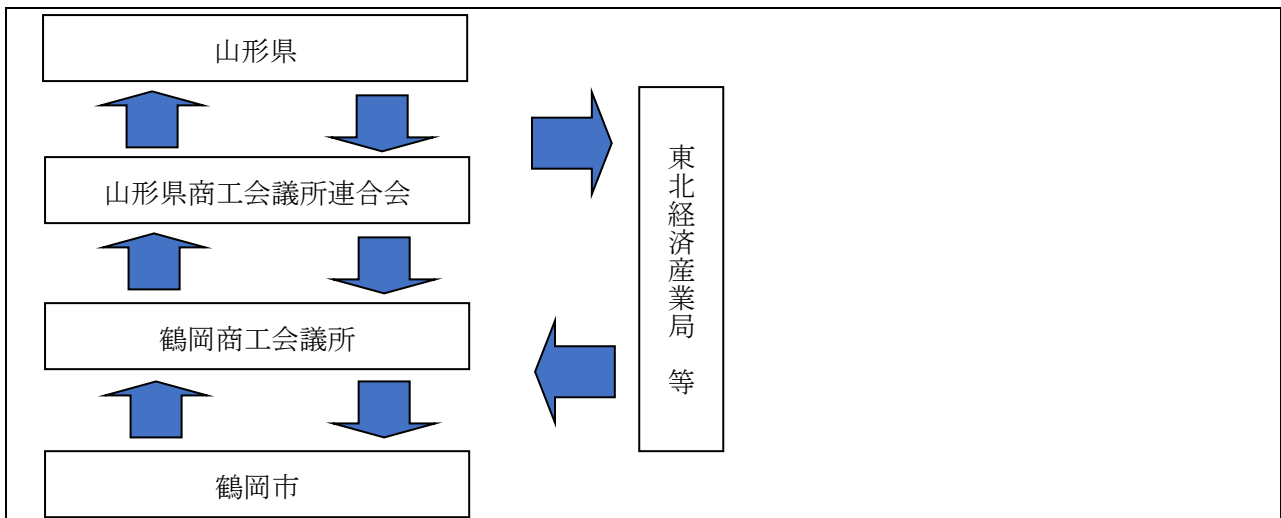 山形県
山形県商工会議所連合会
鶴岡商工会議所
鶴岡市
東北経済産業局　等